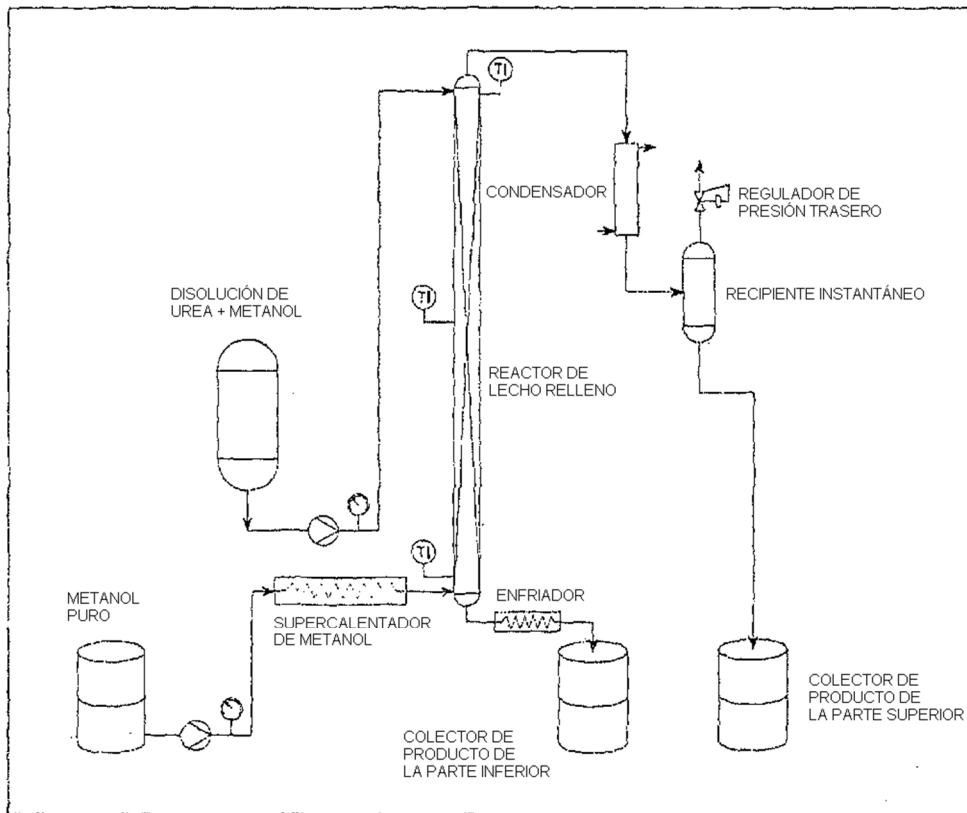 TI
CONDENSADOR
REGULADOR DE
PRESIÓN TRASERO
DISOLUCIÓN DE
UREA + METANOL
TI
RECIPIENTE INSTANTÁNEO
REACTOR DE
LECHO RELLENO
TI
METANOL
PURO
SUPERCALENTADOR
DE METANOL
ENFRIADOR
COLECTOR DE
PRODUCTO DE
LA PARTE INFERIOR
COLECTOR DE
PRODUCTO DE
LA PARTE SUPERIOR